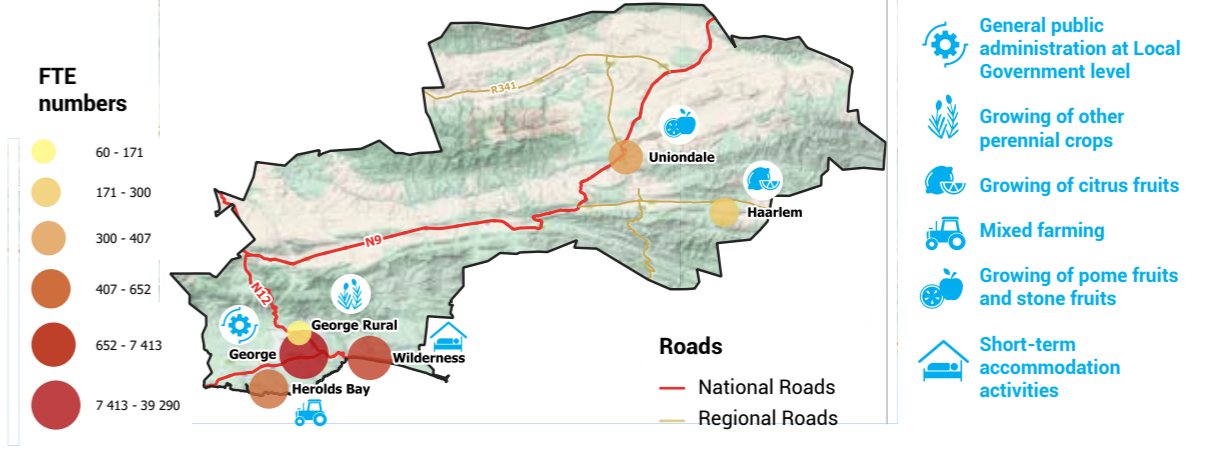 FTE
numbers
60 - 171
171 - 300
300 - 407
407 - 652
652 - 7 413
7 413 - 39 290
R341
Uniondale
Haarlem
N9
N12
George Rural
George
Wilderness
Herolds Bay
Roads
National Roads
Regional Roads
General public
administration at Local
Government level
Growing of other
perennial crops
Growing of citrus fruits
Mixed farming
Growing of pome fruits
and stone fruits
Short-term
accommodation
activities